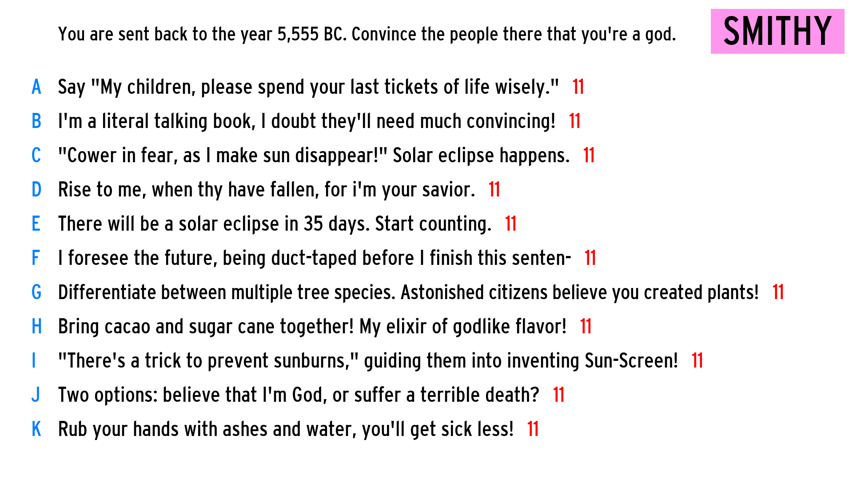 You are sent back to the year 5,555 BC. Convince the people there that you're a god.
SMITHY
A Say "My children, please spend your last tickets of life wisely." 11
B I'm a literal talking book, I doubt they'll need much convincing! 11
C "Cower in fear, as I make sun disappear!" Solar eclipse happens. 11
D Rise to me, when thy have fallen, for i'm your savior. 11
E There will be a solar eclipse in 35 days. Start counting. 11
F I foresee the future, being duct-taped before I finish this senten- 11
G Differentiate between multiple tree species. Astonished citizens believe you created plants! 11
H Bring cacao and sugar cane together! My elixir of godlike flavor! 11
I "There's a trick to prevent sunburns," guiding them into inventing Sun-Screen! 11
J Two options: believe that I'm God, or suffer a terrible death? 11
K Rub your hands with ashes and water, you'll get sick less! 11